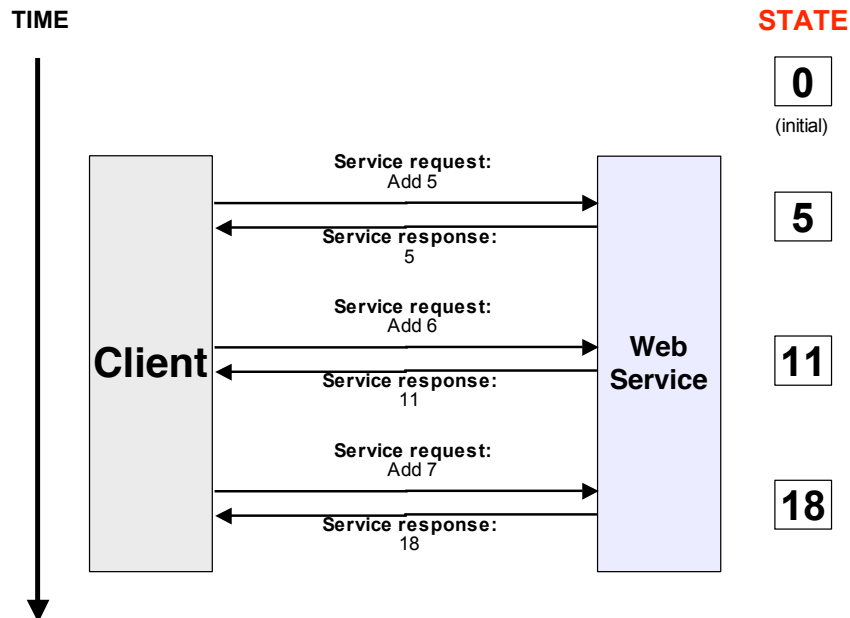 TIME
STATE
0
(initial)
Service request:
Add 5
5
Service response:
5
Service request:
Add 6
Client
Web
Service
11
Service response:
11
Service request:
Add 7
18
Service response:
18